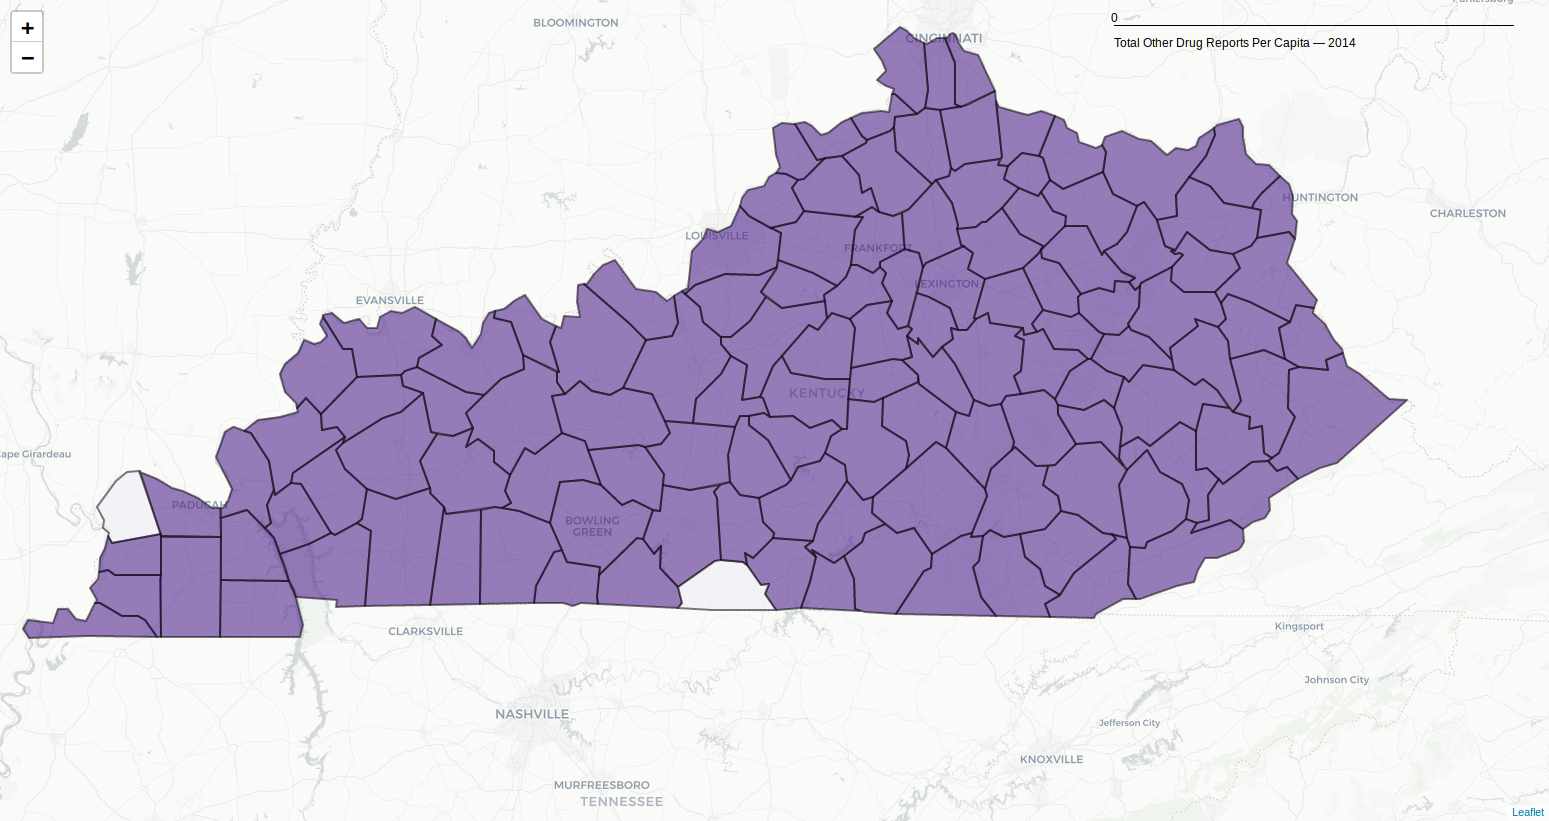 +
−
0
Total Other Drug Reports Per Capita — 2014
BLOOMINGTON
CINCINNATI
HUNTINGTON
CHARLESTON
LOUISVILLE
FRANKFORT
LEXINGTON
EVANSVILLE
KENTUCKY
Cape Girardeau
PADUCAH
BOWLING
GREEN
CLARKSVILLE
Kingsport
Johnson City
NASHVILLE
Jefferson City
KNOXVILLE
MURFREESBORO
TENNESSEE
Leaflet